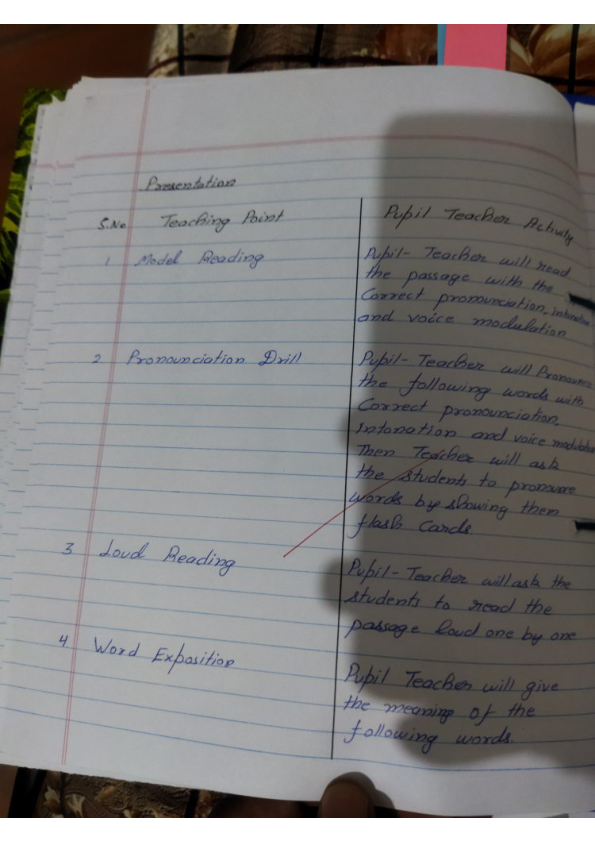 Presentation
S.No Teaching Point Pupil Teacher Activity
1 Model Reading
Pupil- Teacher will read
the passage with the
Correct pronunciation, intonation
and voice modulation
2 Pronounciation Drill
Pupil- Teacher will Pronounce
the following words with
Correct pronounciation,
Intonation and voice modulation
Then Teacher will ask
the students to pronounce
words by showing them
flash Cards.
3 Loud Reading
Pupil- Teacher will ask the
students to read the
passage loud one by one
4 Word Exposition
Pupil Teacher will give
the meaning of the
following words.